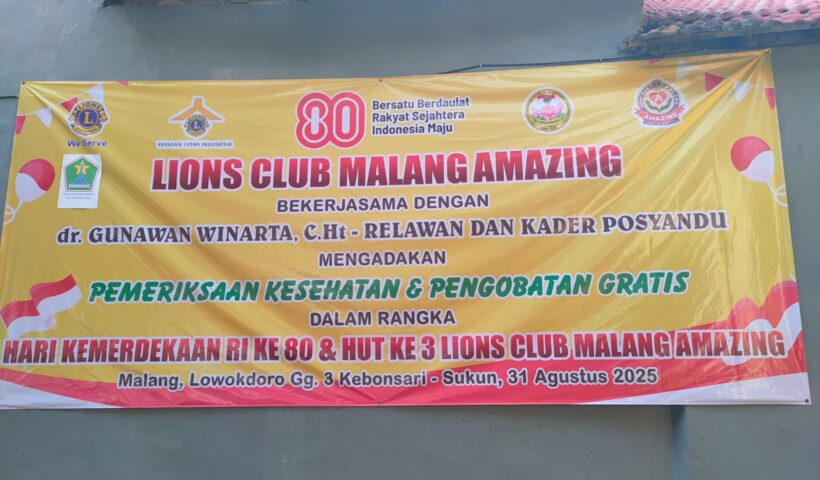 We Serve
YAYASAN LIONS INDONESIA
80
Bersatu Berdaulat
Rakyat Sejahtera
Indonesia Maju
AMAZING
LIONS CLUB MALANG AMAZING
BEKERJASAMA DENGAN
dr. GUNAWAN WINARTA, C.Ht - RELAWAN DAN KADER POSYANDU
MENGADAKAN
PEMERIKSAAN KESEHATAN & PENGOBATAN GRATIS
DALAM RANGKA
HARI KEMERDEKAAN RI KE 80 & HUT KE 3 LIONS CLUB MALANG AMAZING
Malang, Lowokdoro Gg. 3 Kebonsari - Sukun, 31 Agustus 2025